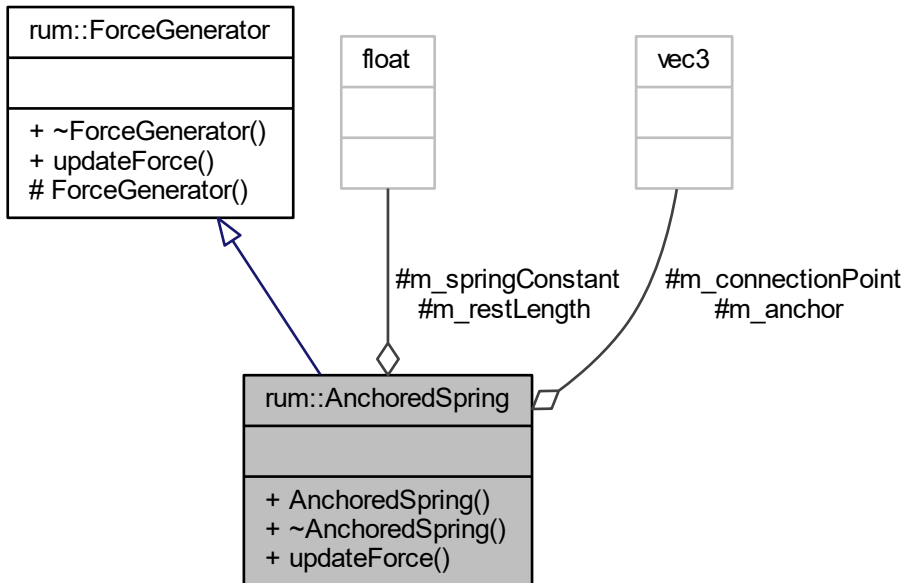 rum::ForceGenerator
+ ~ForceGenerator()
+ updateForce()
# ForceGenerator()
float
vec3
#m_springConstant
#m_restLength
#m_connectionPoint
#m_anchor
rum::AnchoredSpring
+ AnchoredSpring()
+ ~AnchoredSpring()
+ updateForce()